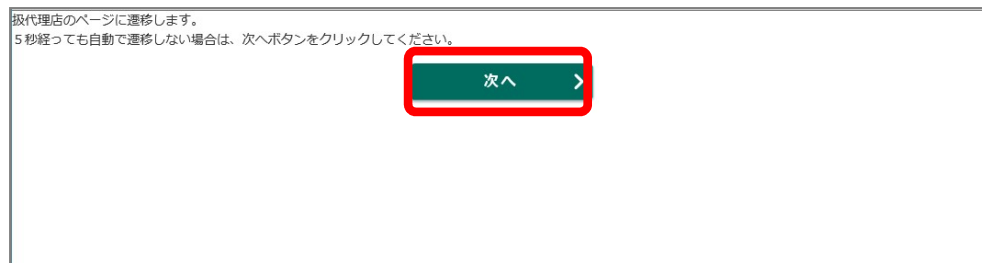 扱代理店のページに遷移します。
５秒経っても自動で遷移しない場合は、次へボタンをクリックしてください。
次へ